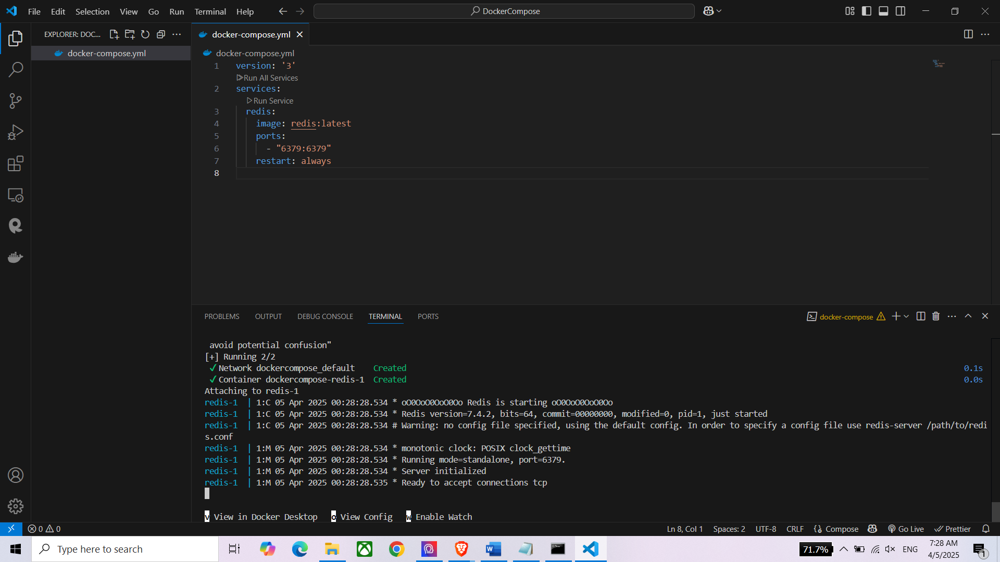 File Edit Selection View Go Run Terminal Help
DockerCompose
EXPLORER: DOC...
docker-compose.yml
docker-compose.yml
docker-compose.yml
1 version: '3'
Run All Services
2 services:
Run Service
3 redis:
4 image: redis:latest
5 ports:
6 - "6379:6379"
7 restart: always
8
PROBLEMS OUTPUT DEBUG CONSOLE TERMINAL PORTS
docker-compose
avoid potential confusion"
[+] Running 2/2
✓ Network dockercompose_default Created 0.1s
✓ Container dockercompose-redis-1 Created 0.0s
Attaching to redis-1
redis-1 | 1:C 05 Apr 2025 00:28:28.534 * oO0OoO0OoO0Oo Redis is starting oO0OoO0OoO0Oo
redis-1 | 1:C 05 Apr 2025 00:28:28.534 * Redis version=7.4.2, bits=64, commit=00000000, modified=0, pid=1, just started
redis-1 | 1:C 05 Apr 2025 00:28:28.534 # Warning: no config file specified, using the default config. In order to specify a config file use redis-server /path/to/redi
s.conf
redis-1 | 1:M 05 Apr 2025 00:28:28.534 * monotonic clock: POSIX clock_gettime
redis-1 | 1:M 05 Apr 2025 00:28:28.534 * Running mode=standalone, port=6379.
redis-1 | 1:M 05 Apr 2025 00:28:28.534 * Server initialized
redis-1 | 1:M 05 Apr 2025 00:28:28.535 * Ready to accept connections tcp
v View in Docker Desktop o View Config w Enable Watch
0 0 Ln 8, Col 1 Spaces: 2 UTF-8 CRLF Compose Go Live Prettier
Type here to search
71.7% ENG
7:28 AM
4/5/2025
1